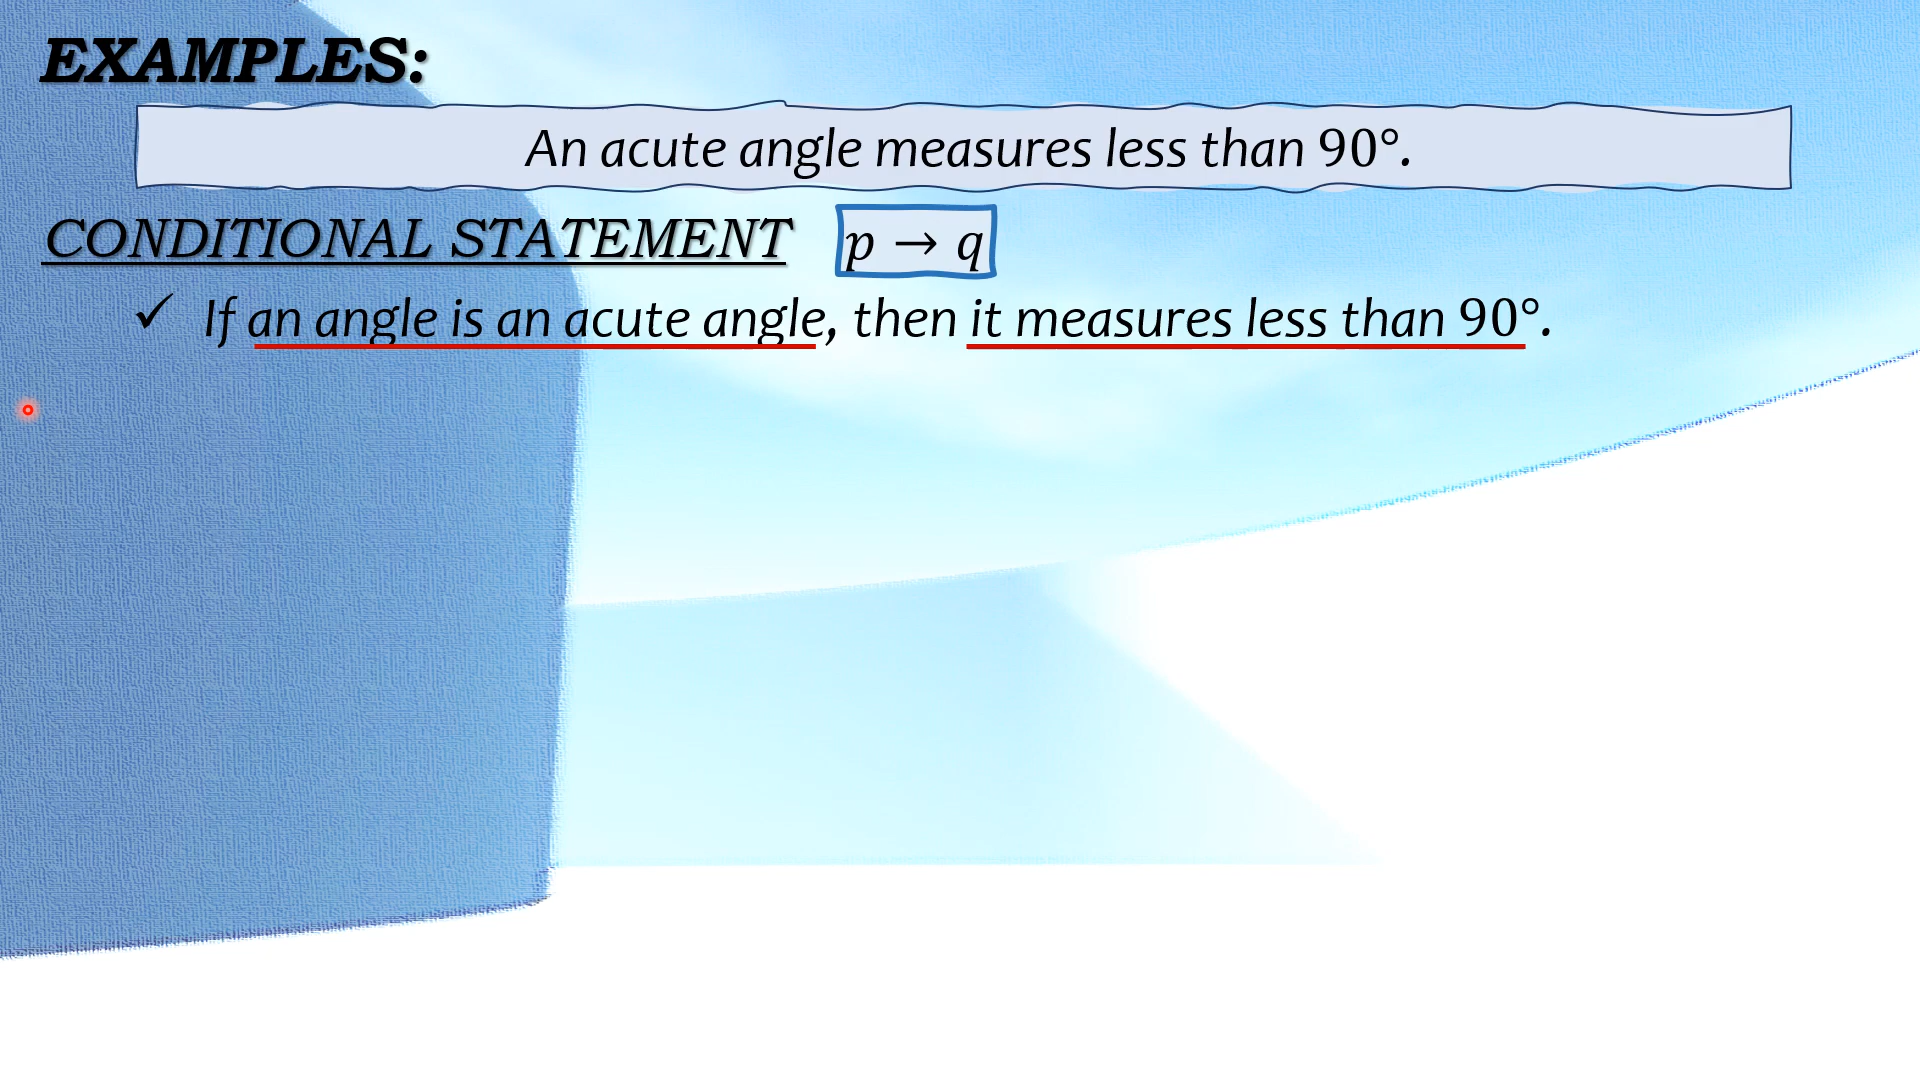 EXAMPLES:
An acute angle measures less than 90°.
CONDITIONAL STATEMENT p → q
✓ If an angle is an acute angle, then it measures less than 90°.